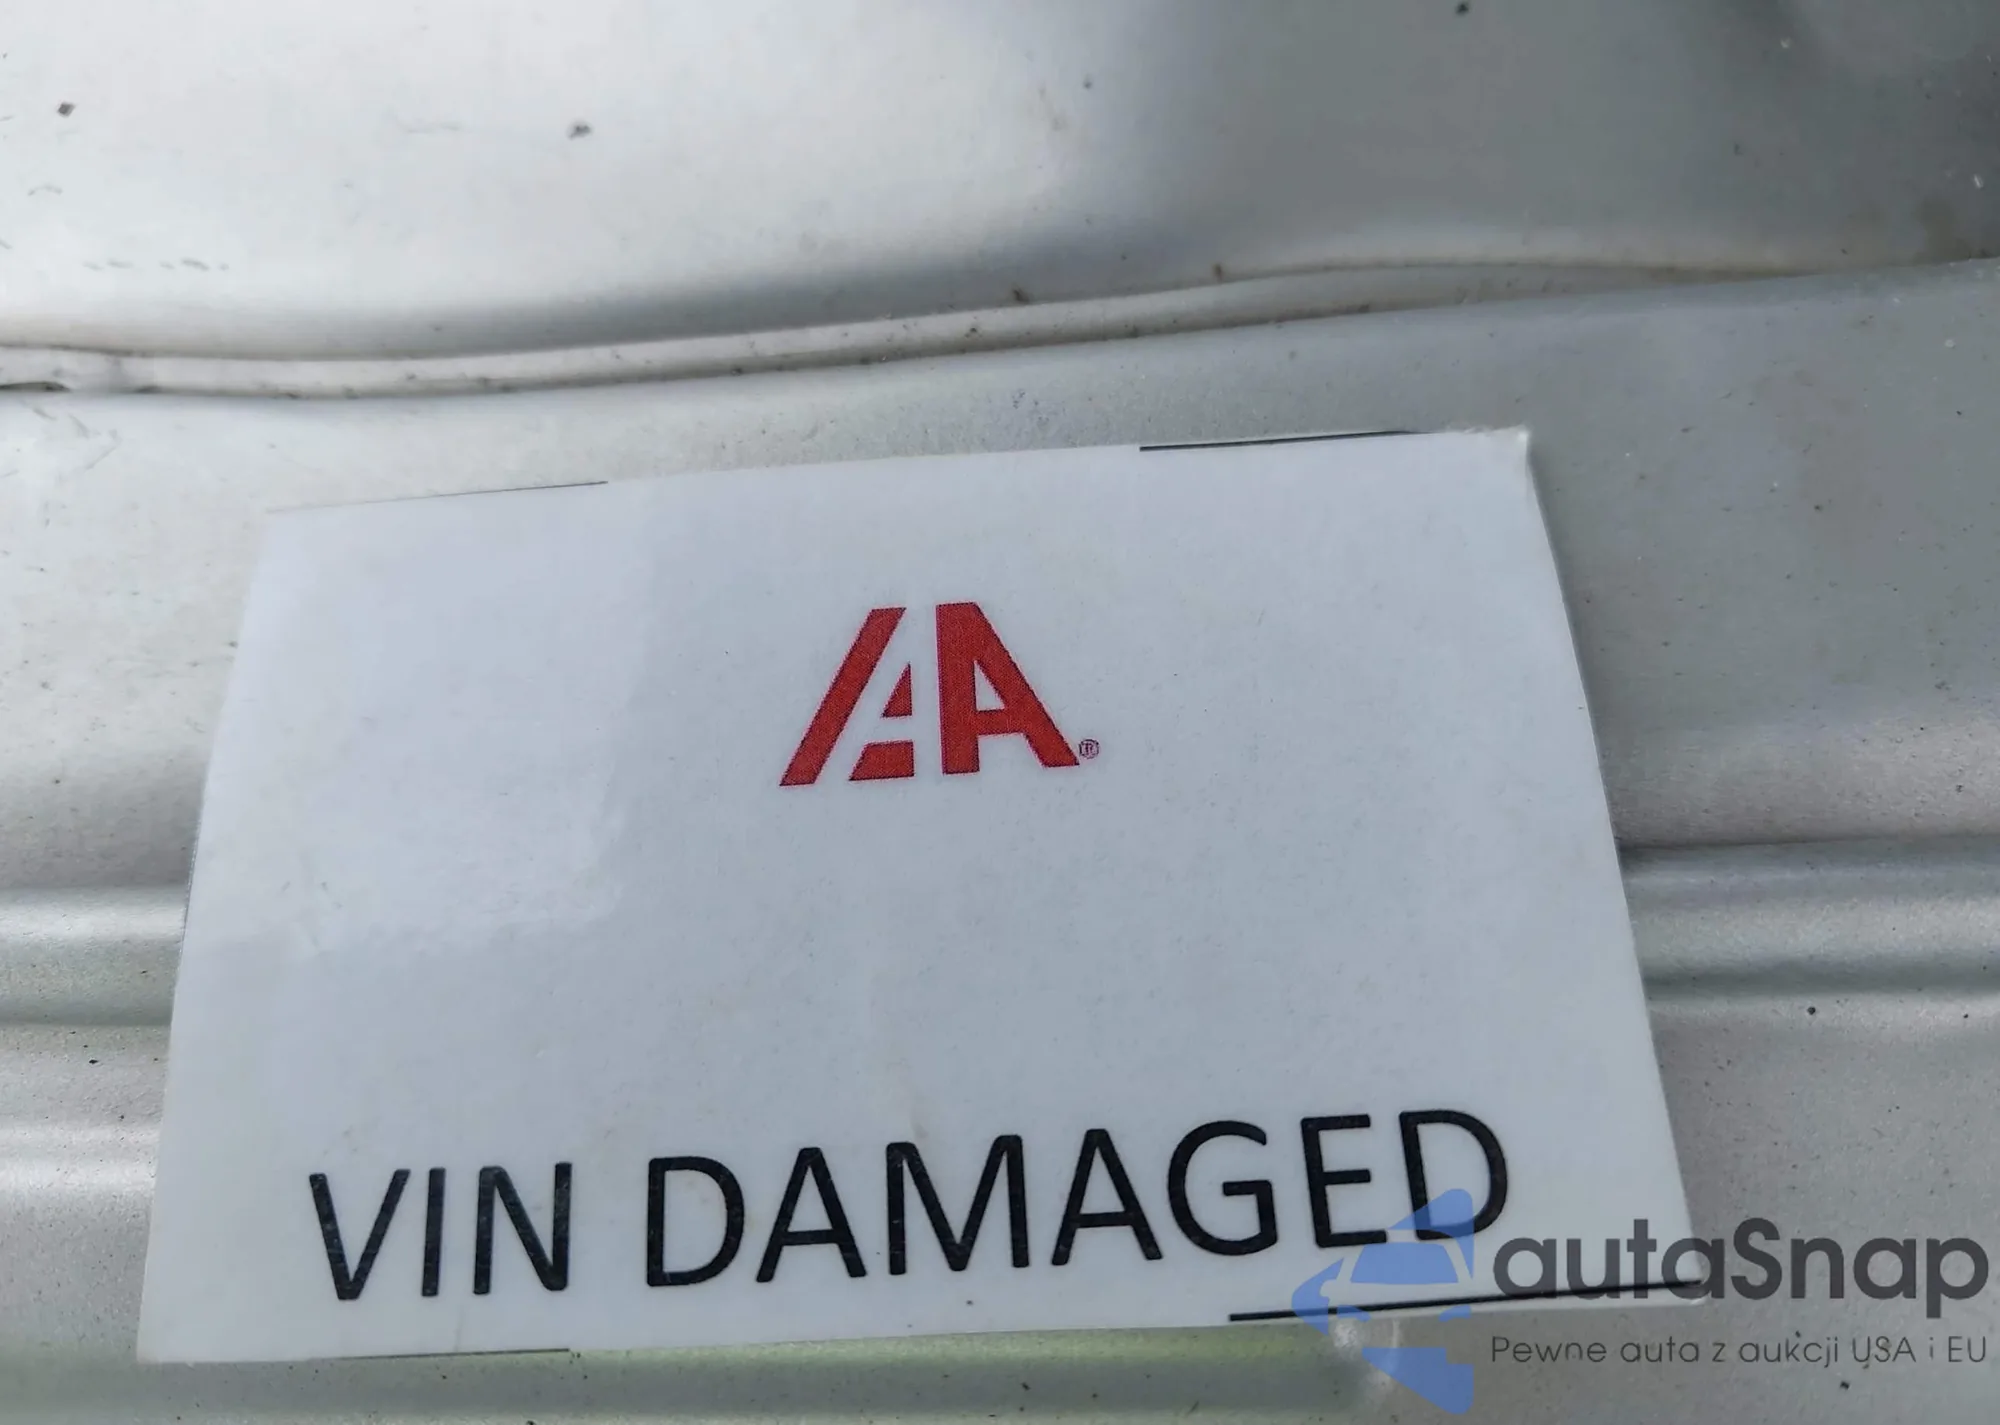 IAA®
VIN DAMAGED
autaSnap
Pewne auta z aukcji USA i EU